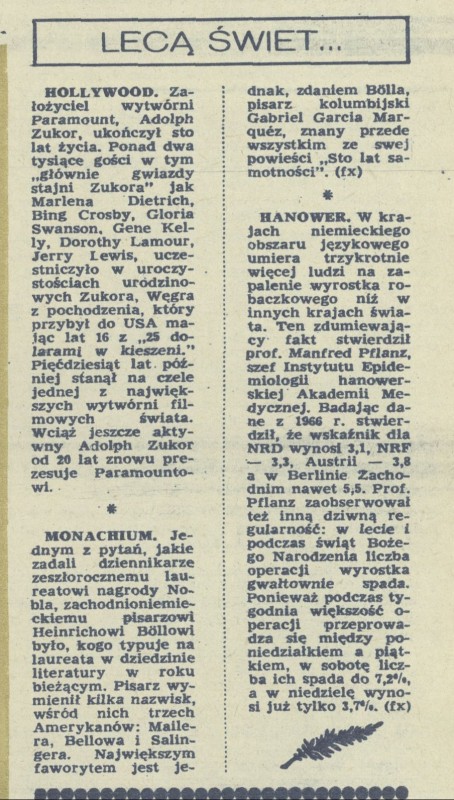 LECĄ ŚWIET...
HOLLYWOOD. Za-
łożyciel wytwórni
Paramount, Adolph
Zukor, ukończył sto
lat życia. Ponad dwa
tysiące gości w tym
„głównie gwiazdy
stajni Zukora” jak
Marlena Dietrich,
Bing Crosby, Gloria
Swanson, Gene Kel-
ly, Dorothy Lamour,
Jerry Lewis, ucze-
stniczyło w uroczy-
stościach urodzino-
wych Zukora, Węgra
z pochodzenia, który
przybył do USA ma-
jąc lat 16 z „25 do-
larami w kieszeni.”
Pięćdziesiąt lat póź-
niej stanął na czele
jednej z najwięk-
szych wytwórni fil-
mowych świata.
Wciąż jeszcze akty-
wny Adolph Zukor
od 20 lat znowu pre-
zesuje Paramounto-
wi.
*
MONACHIUM. Je-
dnym z pytań, jakie
zadali dziennikarze
zeszłorocznemu lau-
reatowi nagrody No-
bla, zachodnioniemie-
ckiemu pisarzowi
Heinrichowi Böllowi
było, kogo typuje na
laureata w dziedzinie
literatury w roku
bieżącym. Pisarz wy-
mienił kilka nazwisk,
wśród nich trzech
Amerykanów: Maile-
ra, Bellowa i Salin-
gera. Największym
faworytem jest je-
dnak, zdaniem Bölla,
pisarz kolumbijski
Gabriel Garcia Mar-
quéz, znany przede
wszystkim ze swej
powieści „Sto lat sa-
motności”. (fx)
*
HANOWER. W kra-
jach niemieckiego
obszaru językowego
umiera trzykrotnie
więcej ludzi na za-
palenie wyrostka ro-
baczkowego niż w
innych krajach świa-
ta. Ten zdumiewają-
cy fakt stwierdził
prof. Manfred Pflanz,
szef Instytutu Epide-
miologii hanower-
skiej Akademii Me-
dycznej. Badając da-
ne z 1966 r. stwier-
dził, że wskaźnik dla
NRD wynosi 3,1, NRF
— 3,3, Austrii — 3,8
a w Berlinie Zacho-
dnim nawet 5,5. Prof.
Pflanz zaobserwował
też inną dziwną re-
gularność: w lecie i
podczas świąt Boże-
go Narodzenia liczba
operacji wyrostka
gwałtownie spada.
Ponieważ podczas ty-
godnia większość o-
peracji przeprowa-
dza się między po-
niedziałkiem a piąt-
kiem, w sobotę licz-
ba ich spada do 7,2%,
a w niedzielę wyno-
si już tylko 3,7%. (fx)